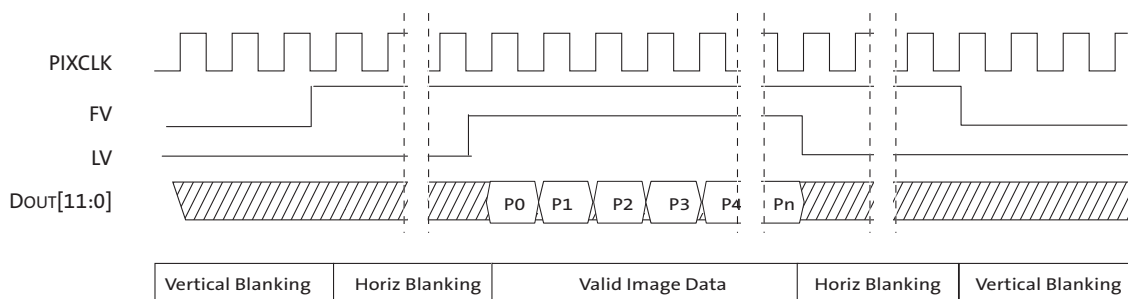 PIXCLK
FV
LV
DOUT[11:0]
P0 P1 P2 P3 P4 Pn
Vertical Blanking Horiz Blanking Valid Image Data Horiz Blanking Vertical Blanking